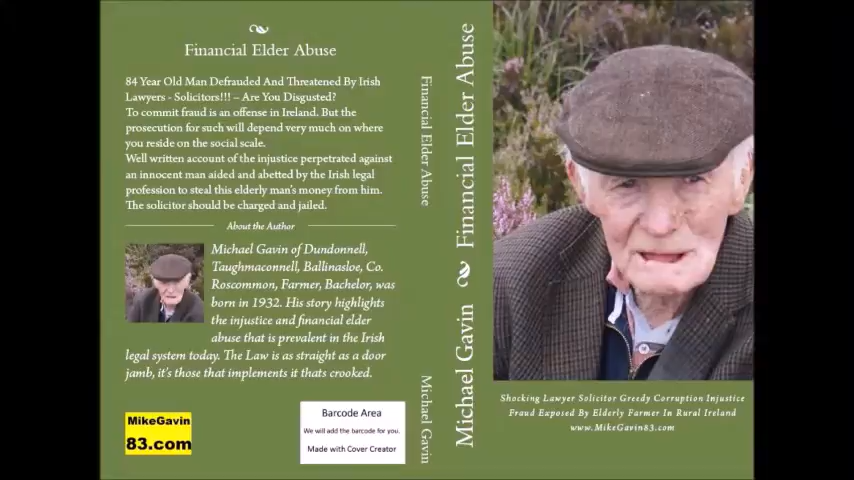 Financial Elder Abuse
84 Year Old Man Defrauded And Threatened By Irish
Lawyers - Solicitors!!! – Are You Disgusted?
To commit fraud is an offense in Ireland. But the
prosecution for such will depend very much on where
you reside on the social scale.
Well written account of the injustice perpetrated against
an innocent man aided and abetted by the Irish legal
profession to steal this elderly man's money from him.
The solicitor should be charged and jailed.
About the Author
Michael Gavin of Dundonnell,
Taughmaconnell, Ballinasloe, Co.
Roscommon, Farmer, Bachelor, was
born in 1932. His story highlights
the injustice and financial elder
abuse that is prevalent in the Irish
legal system today. The Law is as straight as a door
jamb, it's those that implements it thats crooked.
MikeGavin
83.com
Barcode Area
We will add the barcode for you.
Made with Cover Creator
Financial Elder Abuse
Michael Gavin
Michael Gavin Financial Elder Abuse
Shocking Lawyer Solicitor Greedy Corruption Injustice
Fraud Exposed By Elderly Farmer In Rural Ireland
www.MikeGavin83.com